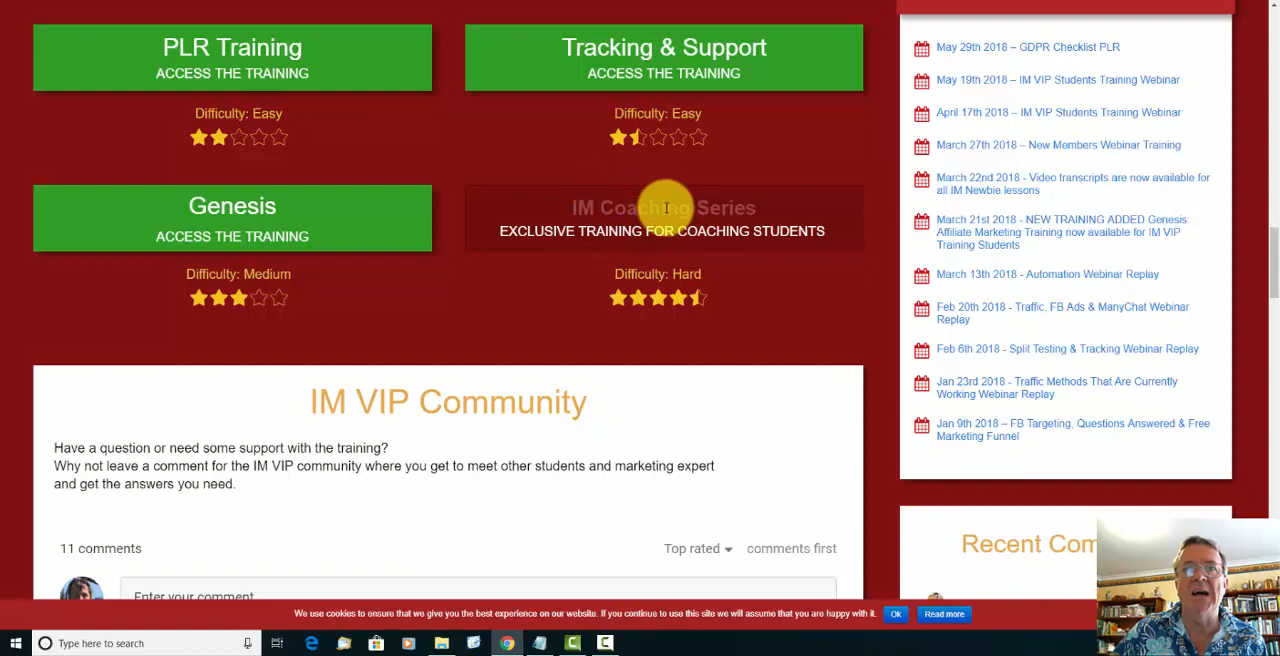 PLR Training
ACCESS THE TRAINING
Difficulty: Easy
Tracking & Support
ACCESS THE TRAINING
Difficulty: Easy
Genesis
ACCESS THE TRAINING
Difficulty: Medium
IM Coaching Series
EXCLUSIVE TRAINING FOR COACHING STUDENTS
Difficulty: Hard
IM VIP Community
Have a question or need some support with the training?
Why not leave a comment for the IM VIP community where you get to meet other students and marketing expert
and get the answers you need.
11 comments
Top rated comments first
Enter your comment
May 29th 2018 – GDPR Checklist PLR
May 19th 2018 – IM VIP Students Training Webinar
April 17th 2018 – IM VIP Students Training Webinar
March 27th 2018 – New Members Webinar Training
March 22nd 2018 - Video transcripts are now available for
all IM Newbie lessons
March 21st 2018 - NEW TRAINING ADDED Genesis:
Affiliate Marketing Training now available for IM VIP
Training Students
March 13th 2018 - Automation Webinar Replay
Feb 20th 2018 - Traffic, FB Ads & ManyChat Webinar
Replay
Feb 6th 2018 - Split Testing & Tracking Webinar Replay
Jan 23rd 2018 - Traffic Methods That Are Currently
Working Webinar Replay
Jan 9th 2018 – FB Targeting, Questions Answered & Free
Marketing Funnel
Recent Com
We use cookies to ensure that we give you the best experience on our website. If you continue to use this site we will assume that you are happy with it. Ok Read more
Type here to search